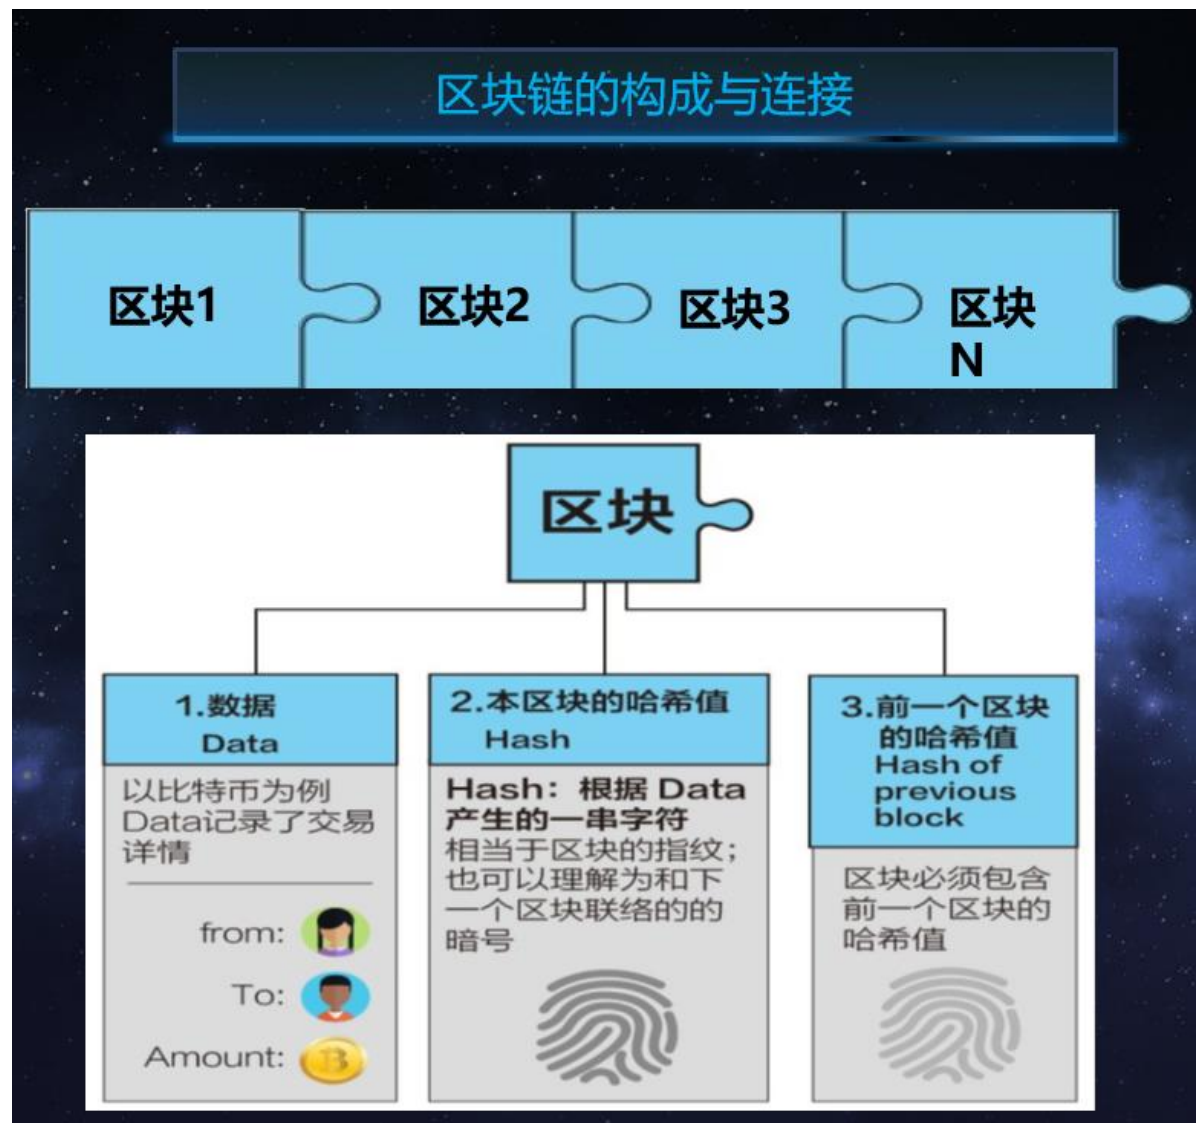 区块链的构成与连接
区块1
区块2
区块3
区块
N
区块
1.数据
Data
以比特币为例
Data记录了交易
详情
from:
To:
Amount:
B
2.本区块的哈希值
Hash
Hash：根据 Data
产生的一串字符
相当于区块的指纹；
也可以理解为和下
一个区块联络的的
暗号
3.前一个区块
的哈希值
Hash of
previous
block
区块必须包含
前一个区块的
哈希值